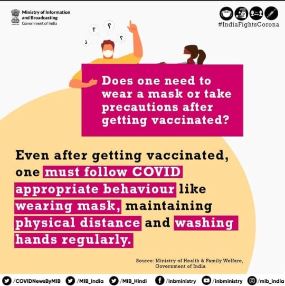 Ministry of Information
and Broadcasting
Government of India
#IndiaFightsCorona
? ? ?
Does one need to
wear a mask or take
precautions after
getting vaccinated?
Even after getting vaccinated,
one must follow COVID
appropriate behaviour like
wearing mask, maintaining
physical distance and washing
hands regularly.
Source: Ministry of Health & Family Welfare,
Government of India
/COVIDNewsByMIB /MIB_India /MIB_Hindi /inbministry /inbministry /mib_india